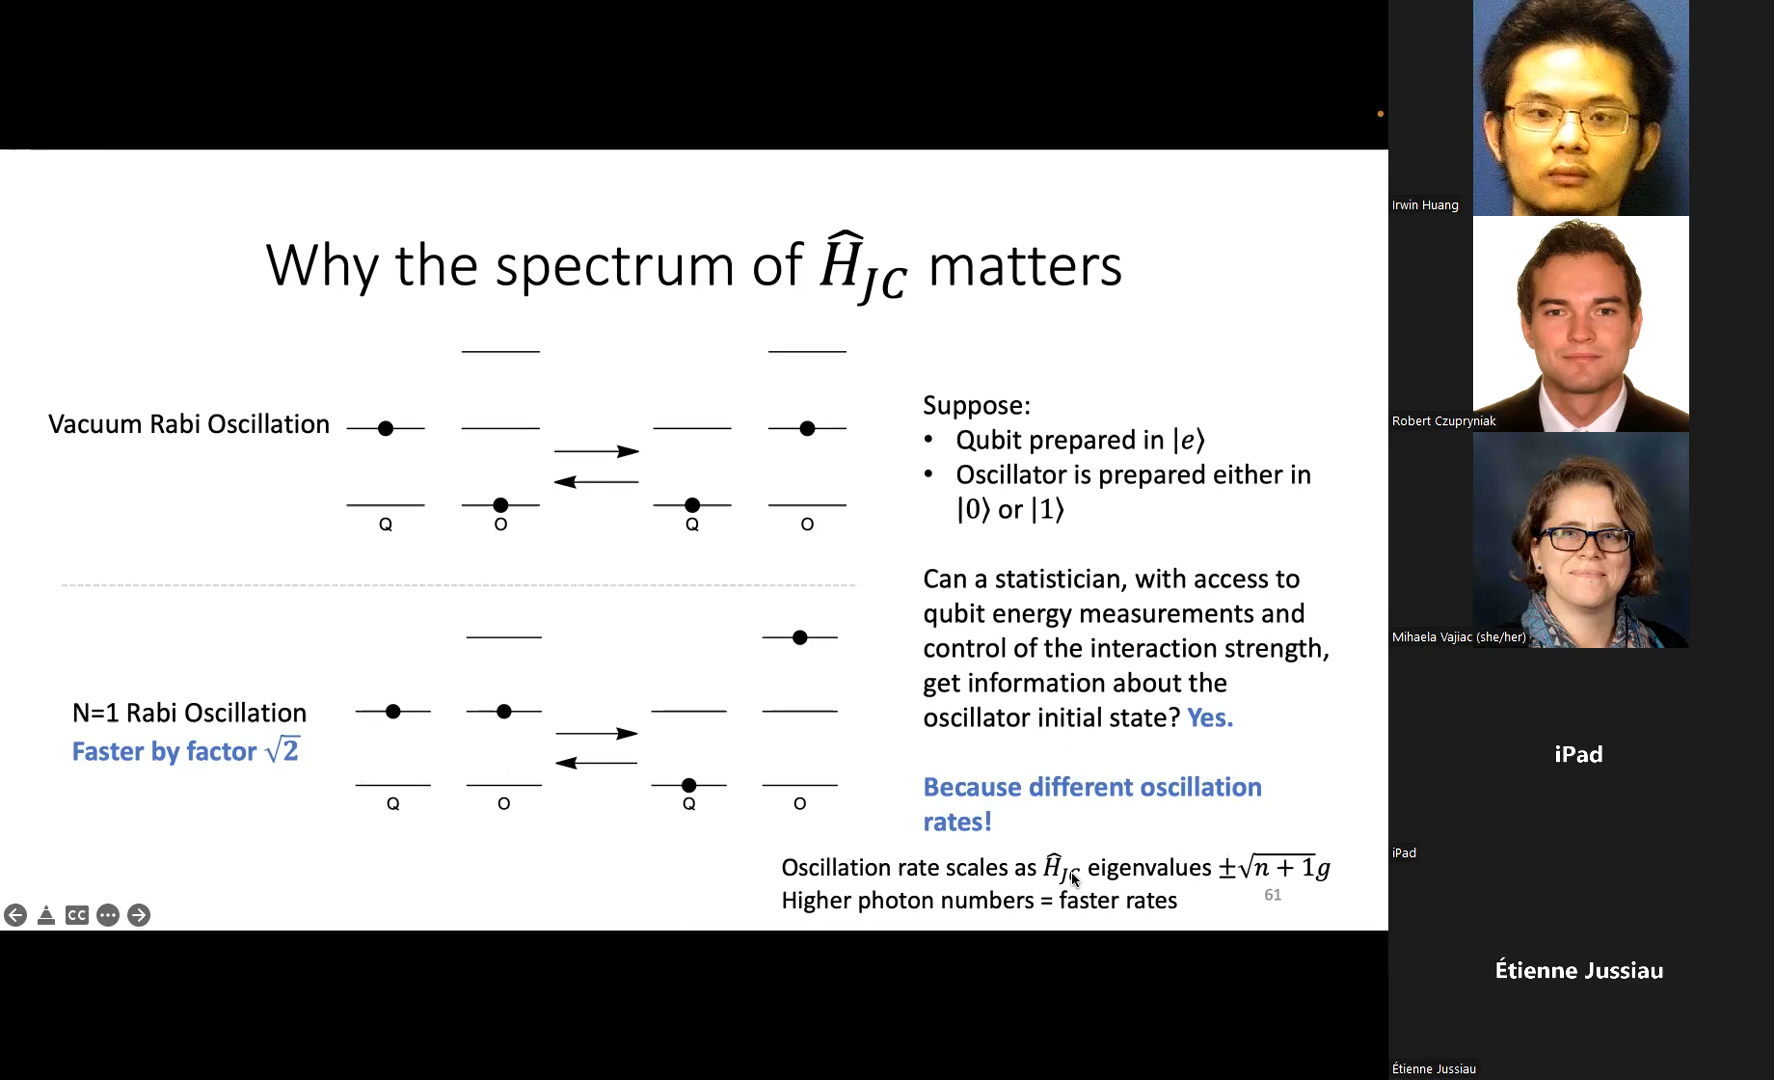 Why the spectrum of Ĥ_JC matters
Vacuum Rabi Oscillation
Q
O
Q
O
N=1 Rabi Oscillation
Faster by factor √2
Q
O
Q
O
Suppose:
• Qubit prepared in |e⟩
• Oscillator is prepared either in
|0⟩ or |1⟩
Can a statistician, with access to
qubit energy measurements and
control of the interaction strength,
get information about the
oscillator initial state? Yes.
Because different oscillation
rates!
Oscillation rate scales as Ĥ_JC eigenvalues ±√(n + 1)g
Higher photon numbers = faster rates
61
CC
Irwin Huang
Robert Czupryniak
Mihaela Vajiac (she/her)
iPad
iPad
Étienne Jussiau
Étienne Jussiau